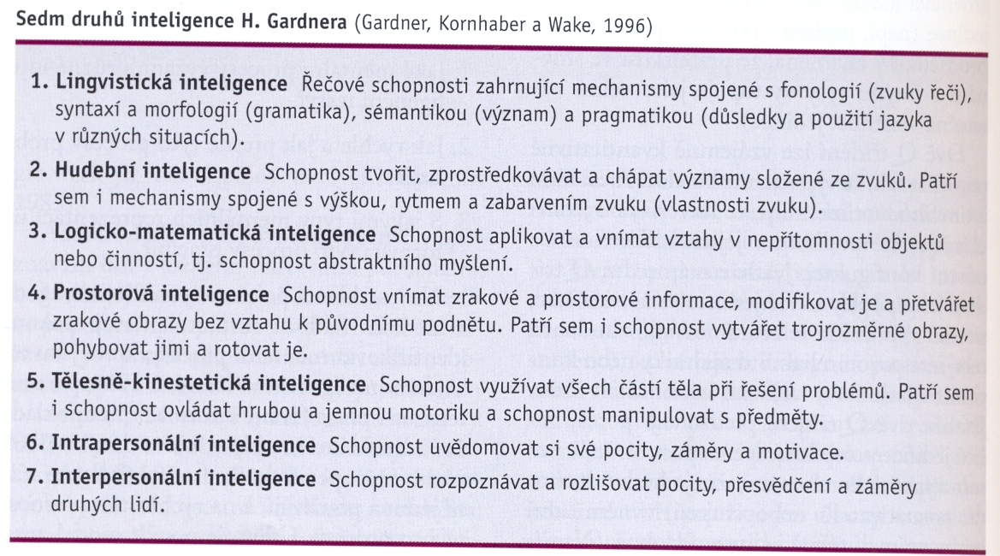 Sedm druhů inteligence H. Gardnera (Gardner, Kornhaber a Wake, 1996)
1. Lingvistická inteligence Řečové schopnosti zahrnující mechanismy spojené s fonologií (zvuky řeči),
syntaxí a morfologií (gramatika), sémantikou (význam) a pragmatikou (důsledky a použití jazyka
v různých situacích).
2. Hudební inteligence Schopnost tvořit, zprostředkovávat a chápat významy složené ze zvuků. Patří
sem i mechanismy spojené s výškou, rytmem a zabarvením zvuku (vlastnosti zvuku).
3. Logicko-matematická inteligence Schopnost aplikovat a vnímat vztahy v nepřítomnosti objektů
nebo činností, tj. schopnost abstraktního myšlení.
4. Prostorová inteligence Schopnost vnímat zrakové a prostorové informace, modifikovat je a přetvářet
zrakové obrazy bez vztahu k původnímu podnětu. Patří sem i schopnost vytvářet trojrozměrné obrazy,
pohybovat jimi a rotovat je.
5. Tělesně-kinestetická inteligence Schopnost využívat všech částí těla při řešení problémů. Patří sem
i schopnost ovládat hrubou a jemnou motoriku a schopnost manipulovat s předměty.
6. Intrapersonální inteligence Schopnost uvědomovat si své pocity, záměry a motivace.
7. Interpersonální inteligence Schopnost rozpoznávat a rozlišovat pocity, přesvědčení a záměry
druhých lidí.